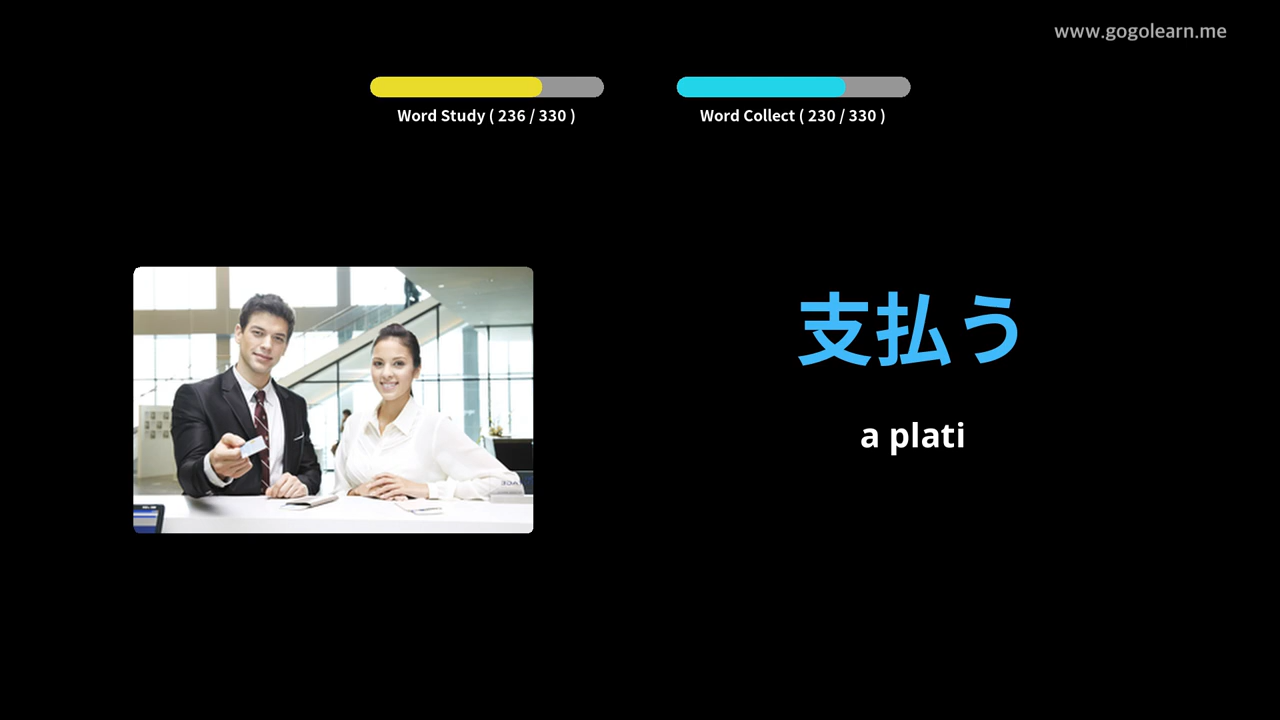 www.gogolearn.me
Word Study ( 236 / 330 )
Word Collect ( 230 / 330 )
支払う
a plati